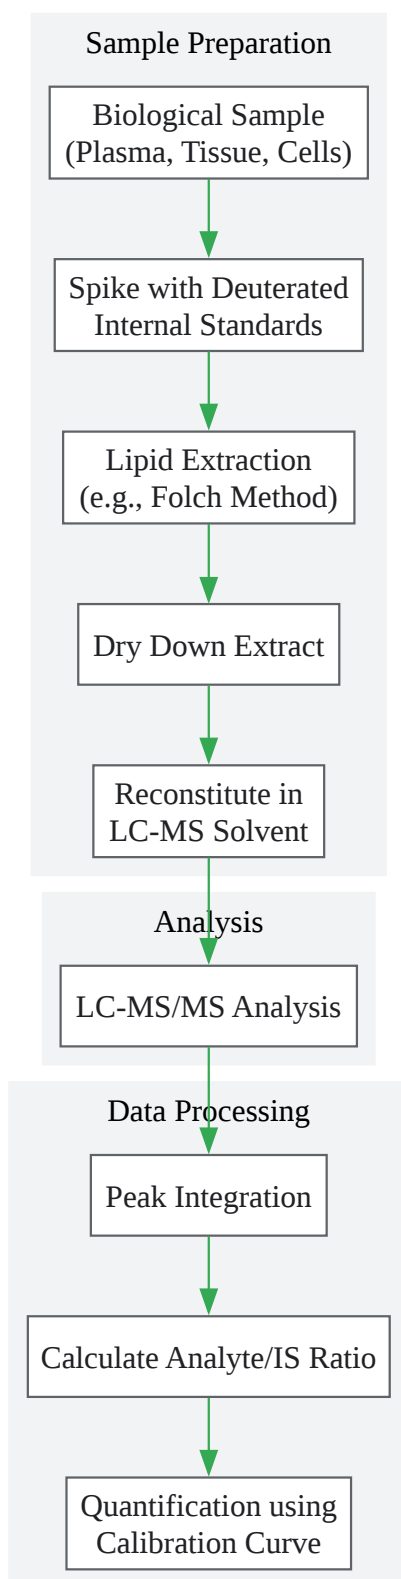 Sample Preparation
Biological Sample
(Plasma, Tissue, Cells)
Spike with Deuterated
Internal Standards
Lipid Extraction
(e.g., Folch Method)
Dry Down Extract
Reconstitute in
LC-MS Solvent
Analysis
LC-MS/MS Analysis
Data Processing
Peak Integration
Calculate Analyte/IS Ratio
Quantification using
Calibration Curve